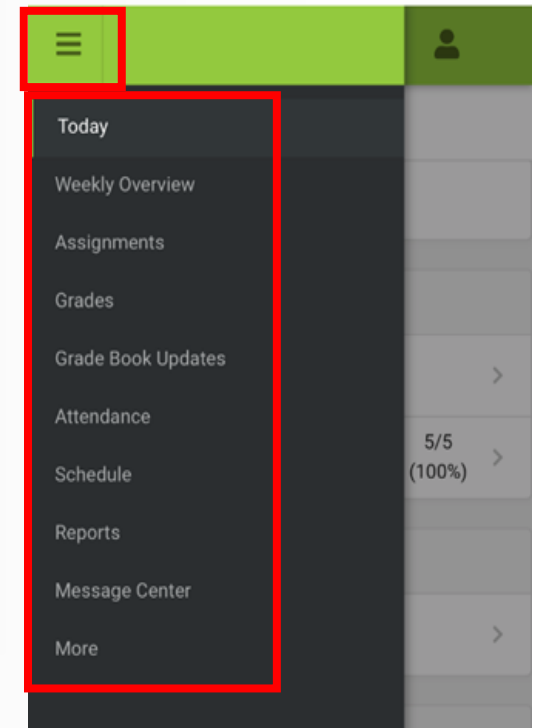 Today
Weekly Overview
Assignments
Grades
Grade Book Updates
Attendance
5/5
(100%)
Schedule
Reports
Message Center
More